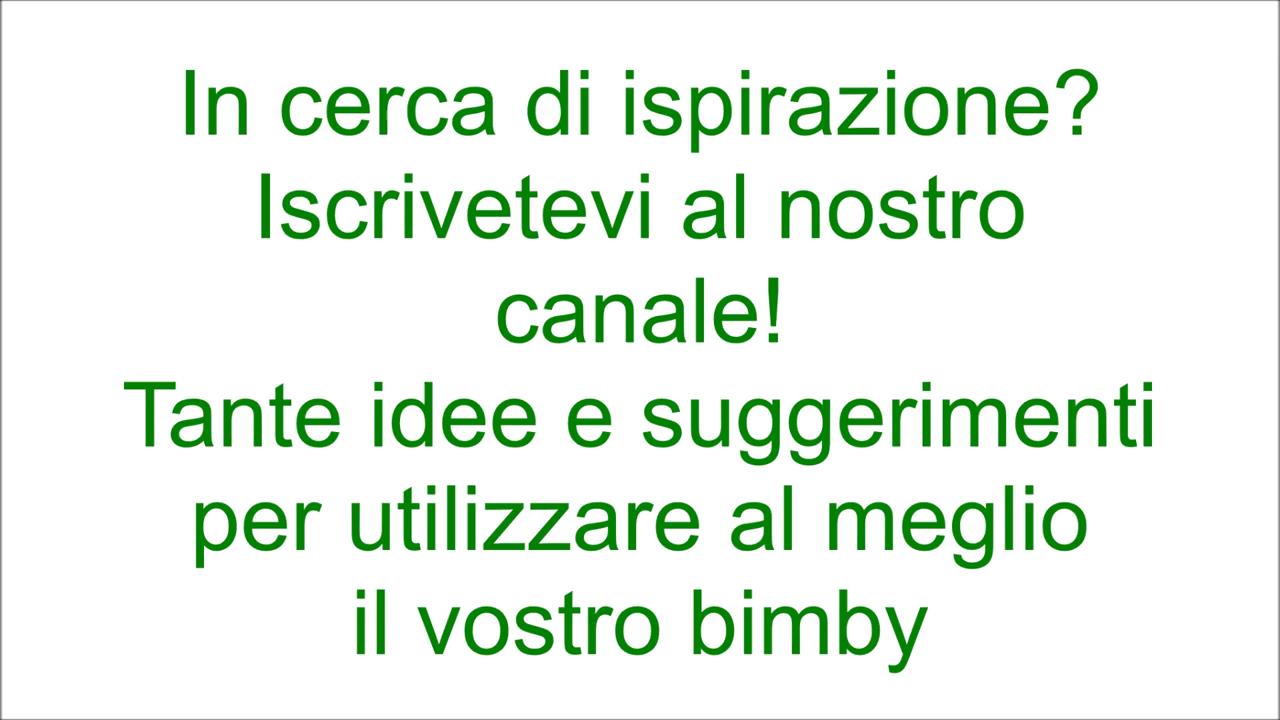 In cerca di ispirazione?
Iscrivetevi al nostro
canale!
Tante idee e suggerimenti
per utilizzare al meglio
il vostro bimby